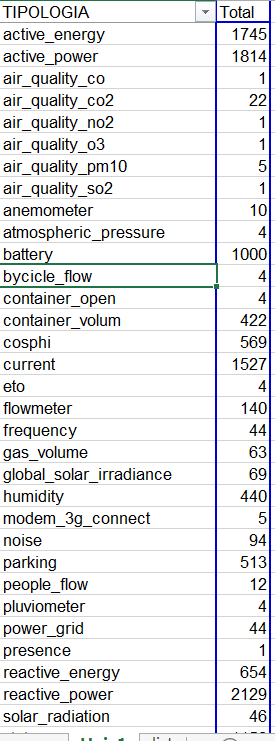 TIPOLOGIA Total
active_energy 1745
active_power 1814
air_quality_co 1
air_quality_co2 22
air_quality_no2 1
air_quality_o3 1
air_quality_pm10 5
air_quality_so2 1
anemometer 10
atmospheric_pressure 4
battery 1000
bycicle_flow 4
container_open 4
container_volum 422
cosphi 569
current 1527
eto 4
flowmeter 140
frequency 44
gas_volume 63
global_solar_irradiance 69
humidity 440
modem_3g_connect 5
noise 94
parking 513
people_flow 12
pluviometer 4
power_grid 44
presence 1
reactive_energy 654
reactive_power 2129
solar_radiation 46